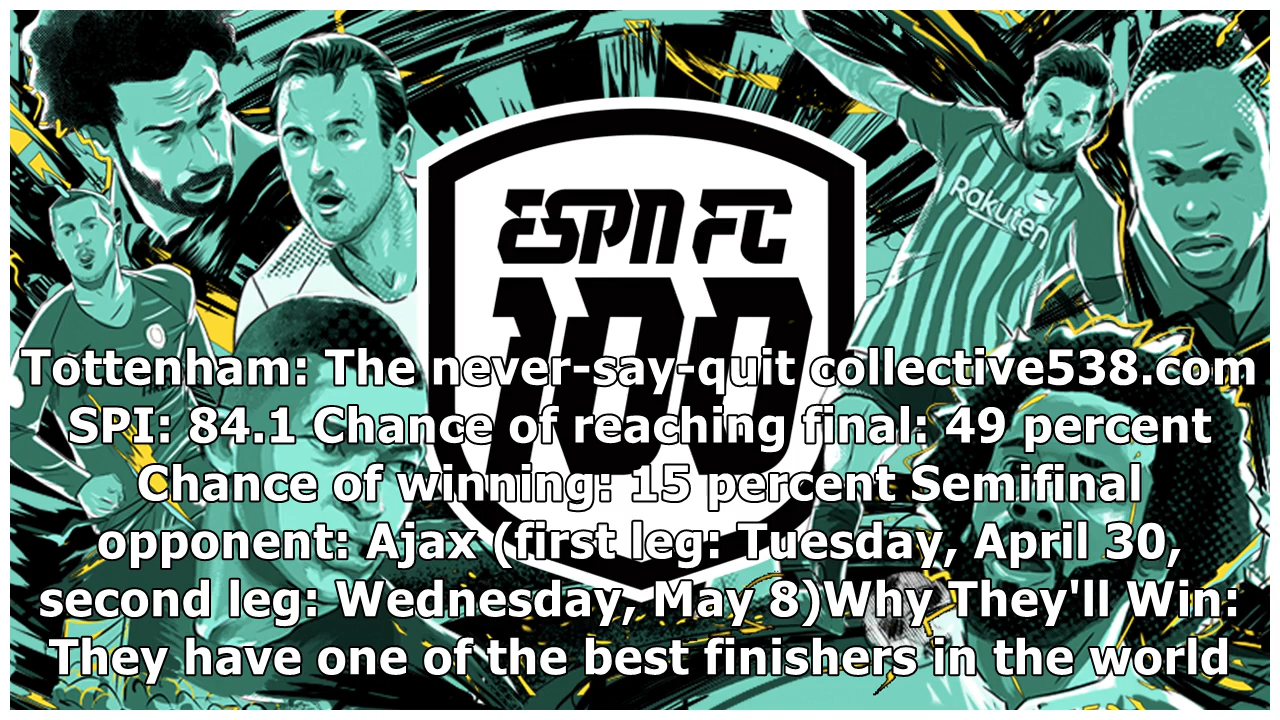 ESPN FC
100
Rakuten
Tottenham: The never-say-quit collective538.com
SPI: 84.1 Chance of reaching final: 49 percent
Chance of winning: 15 percent Semifinal
opponent: Ajax (first leg: Tuesday, April 30,
second leg: Wednesday, May 8)Why They'll Win:
They have one of the best finishers in the world